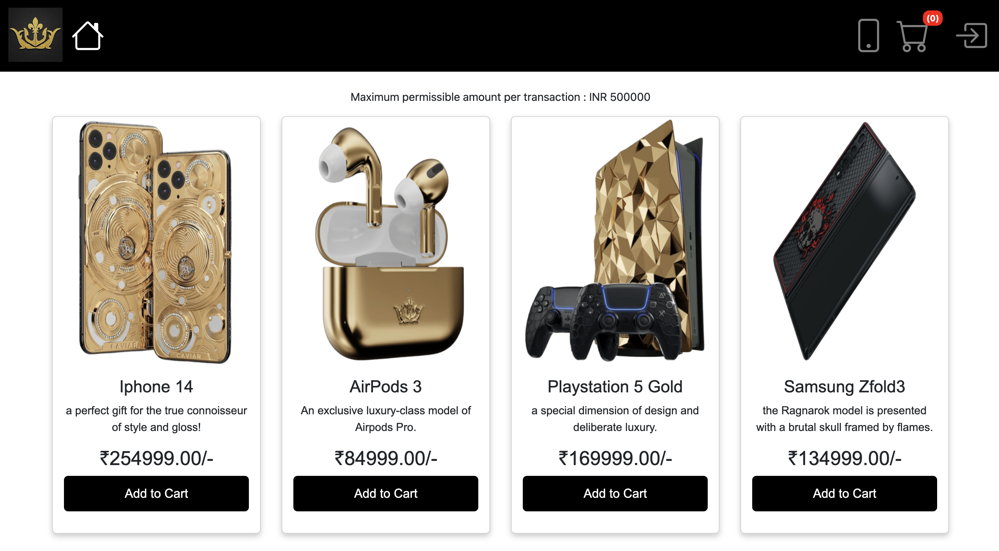 (0)
Maximum permissible amount per transaction : INR 500000
CAVIAR
CAVIAR
Iphone 14
a perfect gift for the true connoisseur
of style and gloss!
₹254999.00/-
Add to Cart
AirPods 3
An exclusive luxury-class model of
Airpods Pro.
₹84999.00/-
Add to Cart
Playstation 5 Gold
a special dimension of design and
deliberate luxury.
₹169999.00/-
Add to Cart
Samsung Zfold3
the Ragnarok model is presented
with a brutal skull framed by flames.
₹134999.00/-
Add to Cart